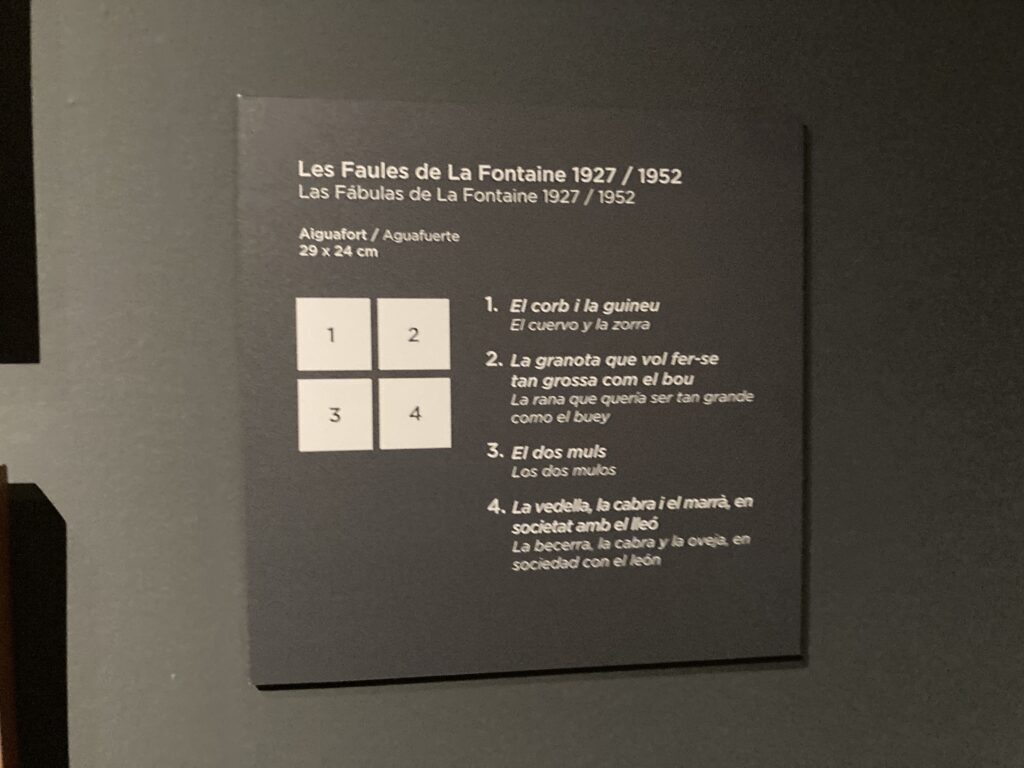 Les Faules de La Fontaine 1927 / 1952
Las Fábulas de La Fontaine 1927 / 1952
Aiguafort / Aguafuerte
29 x 24 cm
1 2
3 4
1. El corb i la guineu
El cuervo y la zorra
2. La granota que vol fer-se
tan grossa com el bou
La rana que quería ser tan grande
como el buey
3. El dos muls
Los dos mulos
4. La vedella, la cabra i el marrà, en
societat amb el lleó
La becerra, la cabra y la oveja, en
sociedad con el león